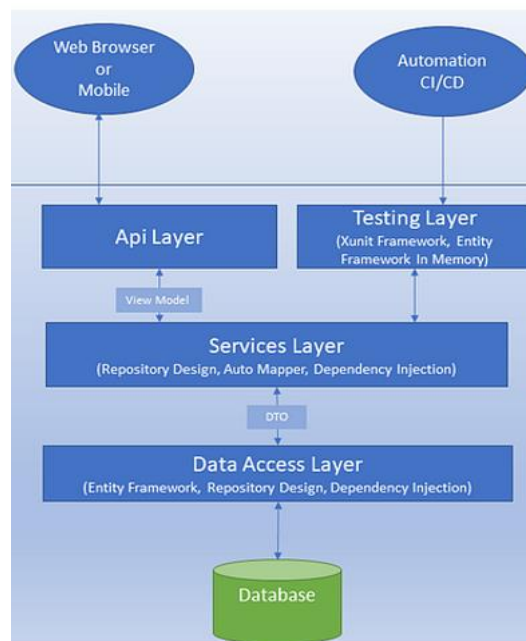 Web Browser
or
Mobile
Automation
CI/CD
Api Layer
Testing Layer
(Xunit Framework, Entity
Framework In Memory)
View Model
Services Layer
(Repository Design, Auto Mapper, Dependency Injection)
DTO
Data Access Layer
(Entity Framework, Repository Design, Dependency Injection)
Database